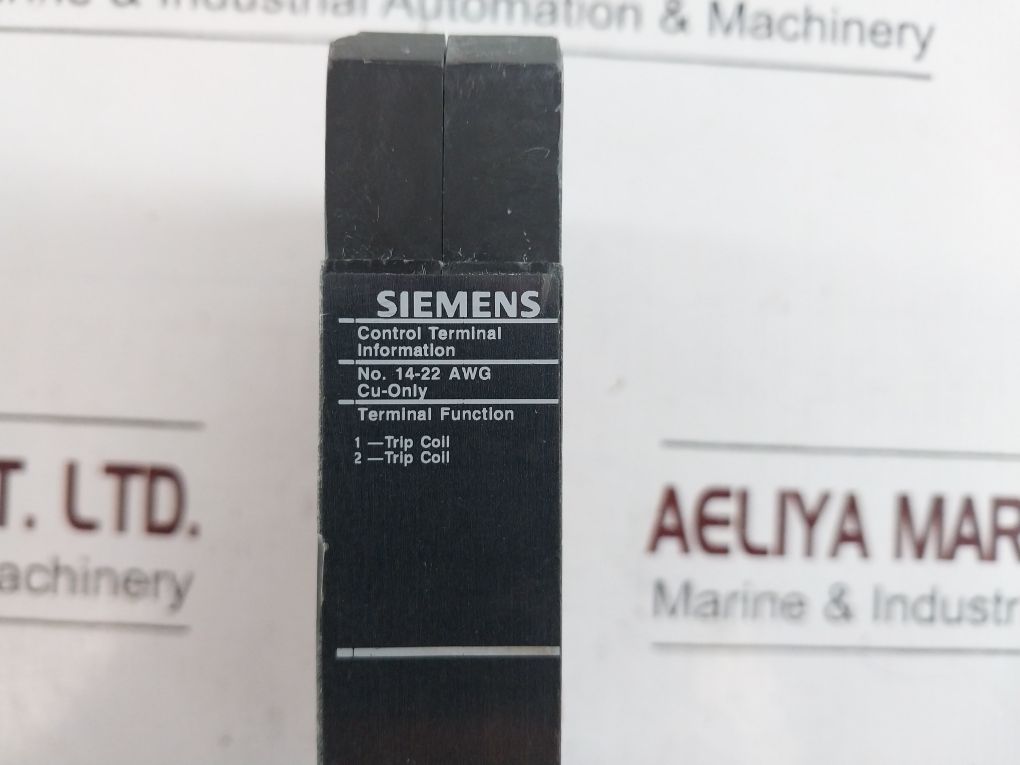 & Industrial Automation & Machinery
SIEMENS
Control Terminal
Information
No. 14-22 AWG
Cu-Only
Terminal Function
1 —Trip Coil
2 —Trip Coil
T. LTD.
achinery
AELIYA MAR
Marine & Industr